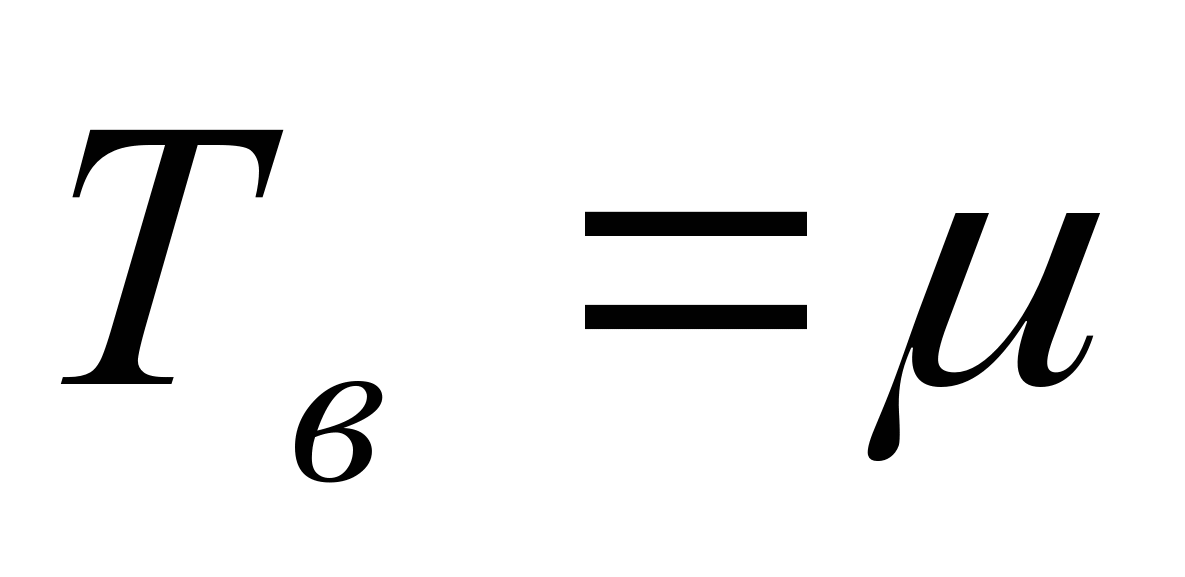 Tв = μ